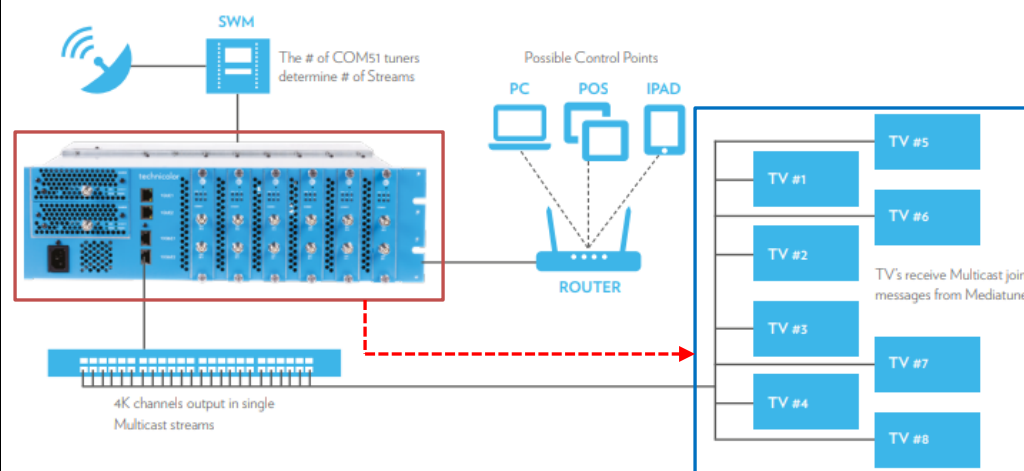 SWM
The # of COM51 tuners
determine # of Streams
Possible Control Points
PC
POS
IPAD
technicolor
ROUTER
TV #5
TV #1
TV #6
TV #2
TV's receive Multicast join
messages from Mediatune
TV #3
TV #7
TV #4
TV #8
4K channels output in single
Multicast streams